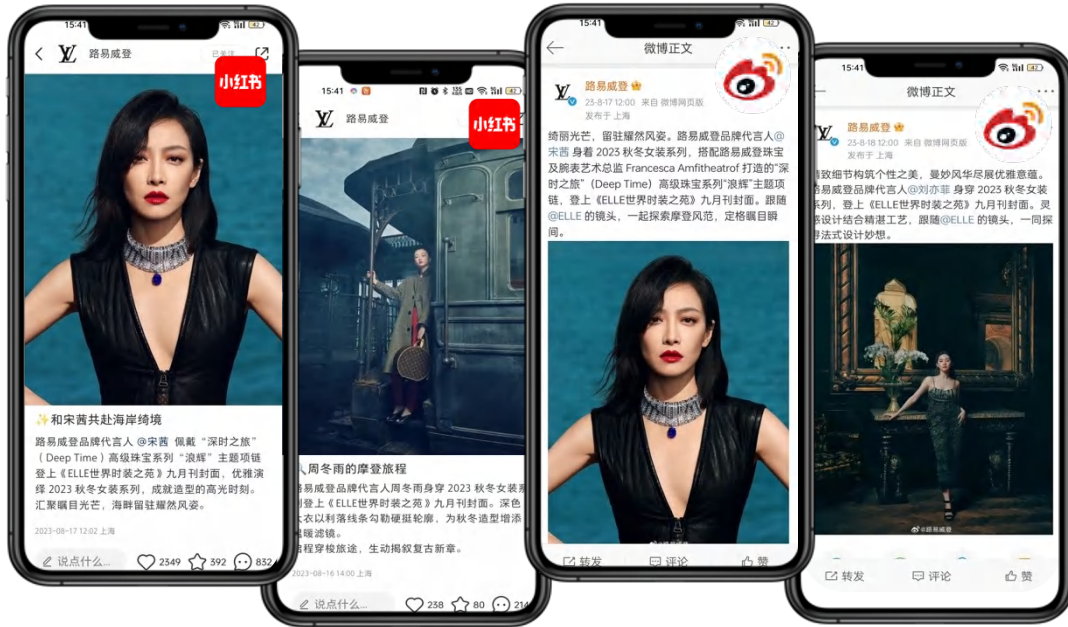 15:41
42
路易威登
已关注
小红书
✨和宋茜共赴海岸绮境
路易威登品牌代言人 @宋茜 佩戴“深时之旅”
(Deep Time)高级珠宝系列“浪辉”主题项链
登上《ELLE世界时装之苑》九月刊封面,优雅演
绎 2023 秋冬女装系列,成就造型的高光时刻。
汇聚瞩目光芒,海畔留驻耀然风姿。
2023-08-17 12:02 上海
说点什么...
2349
392
832
15:41
42
路易威登
小红书
周冬雨的摩登旅程
易威登品牌代言人周冬雨身穿 2023 秋冬装系
登上《ELLE世界时装之苑》九月刊封面。深色
大衣以利落线条勾勒硬挺轮廓,为秋冬造型增添
暖滤镜。
程穿梭旅途,生动揭叙复古新章。
2023-08-16 14:00 上海
说点什么...
238
80
214
15:41
42
微博正文
路易威登
23-8-17 12:00 来自 微博网页版
发布于 上海
绮丽光芒,留驻耀然风姿。路易威登品牌代言人@
宋茜 身着 2023 秋冬女装系列,搭配路易威登珠宝
及腕表艺术总监 Francesca Amfitheatrof 打造的“深
时之旅”(Deep Time)高级珠宝系列“浪辉”主题项
链,登上《ELLE世界时装之苑》九月刊封面。跟随
@ELLE 的镜头,一起探索摩登风范,定格瞩目瞬
间。
转发
评论
赞
15:41
42
微博正文
路易威登
23-8-18 12:00 来自 微博网页版
发布于 上海
致细节构筑个性之美,曼妙风华尽展优雅意蕴。
易威登品牌代言人@刘亦菲 身穿 2023 秋冬女装
系列,登上《ELLE世界时装之苑》九月刊封面。灵
设计结合精湛工艺,跟随@ELLE 的镜头,一同探
寻法式设计妙想。
@路易威登
转发
评论
赞